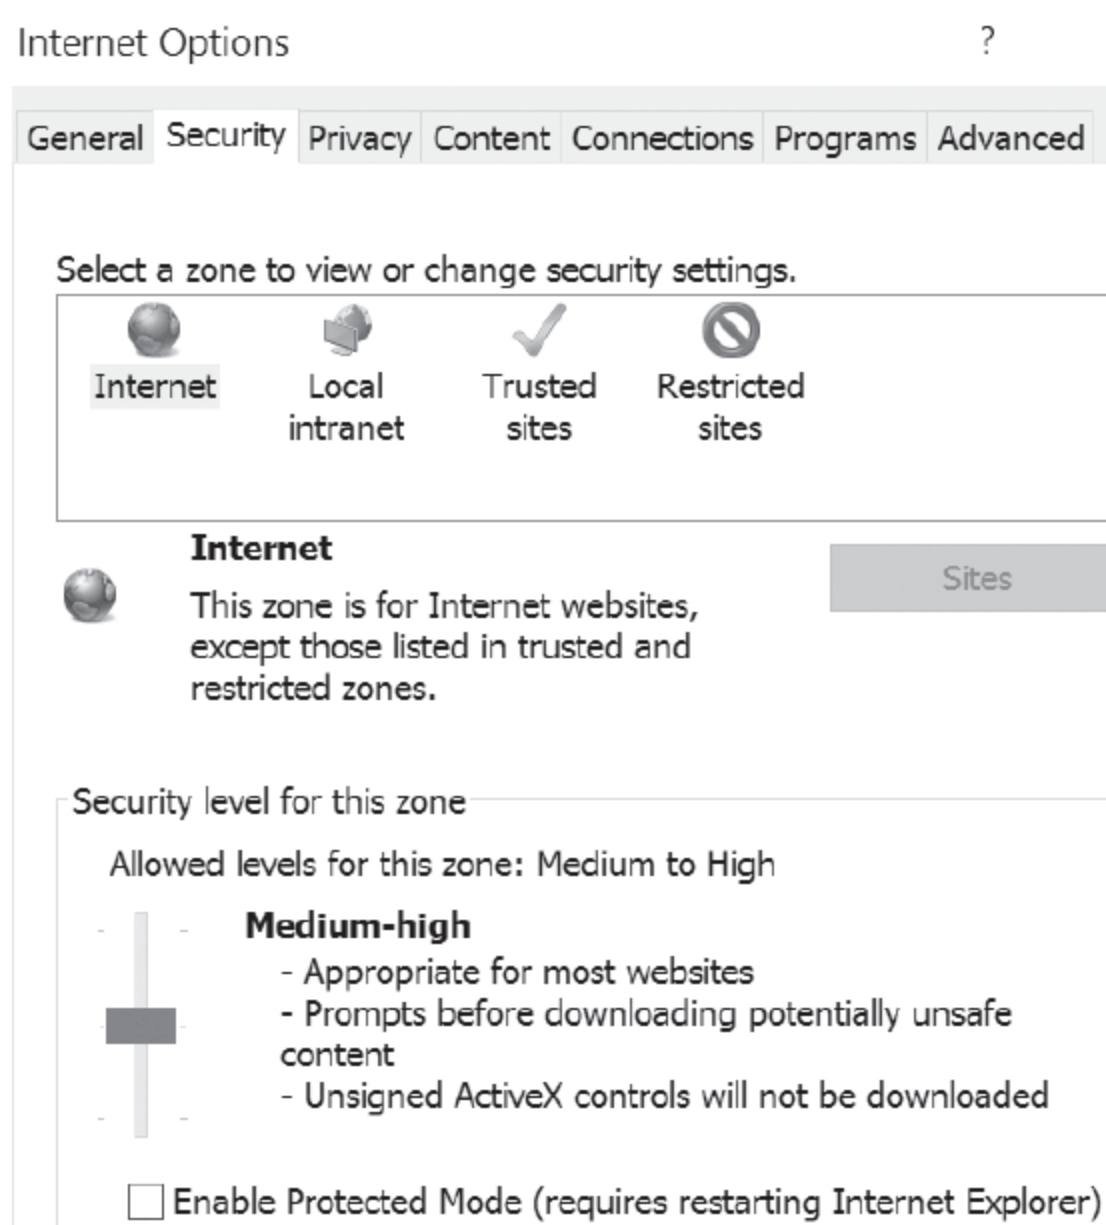 Internet Options ?
General Security Privacy Content Connections Programs Advanced
Select a zone to view or change security settings.
Internet Local Trusted Restricted
intranet sites sites
Internet
Sites
This zone is for Internet websites,
except those listed in trusted and
restricted zones.
Security level for this zone
Allowed levels for this zone: Medium to High
Medium-high
- Appropriate for most websites
- Prompts before downloading potentially unsafe
content
- Unsigned ActiveX controls will not be downloaded
Enable Protected Mode (requires restarting Internet Explorer)